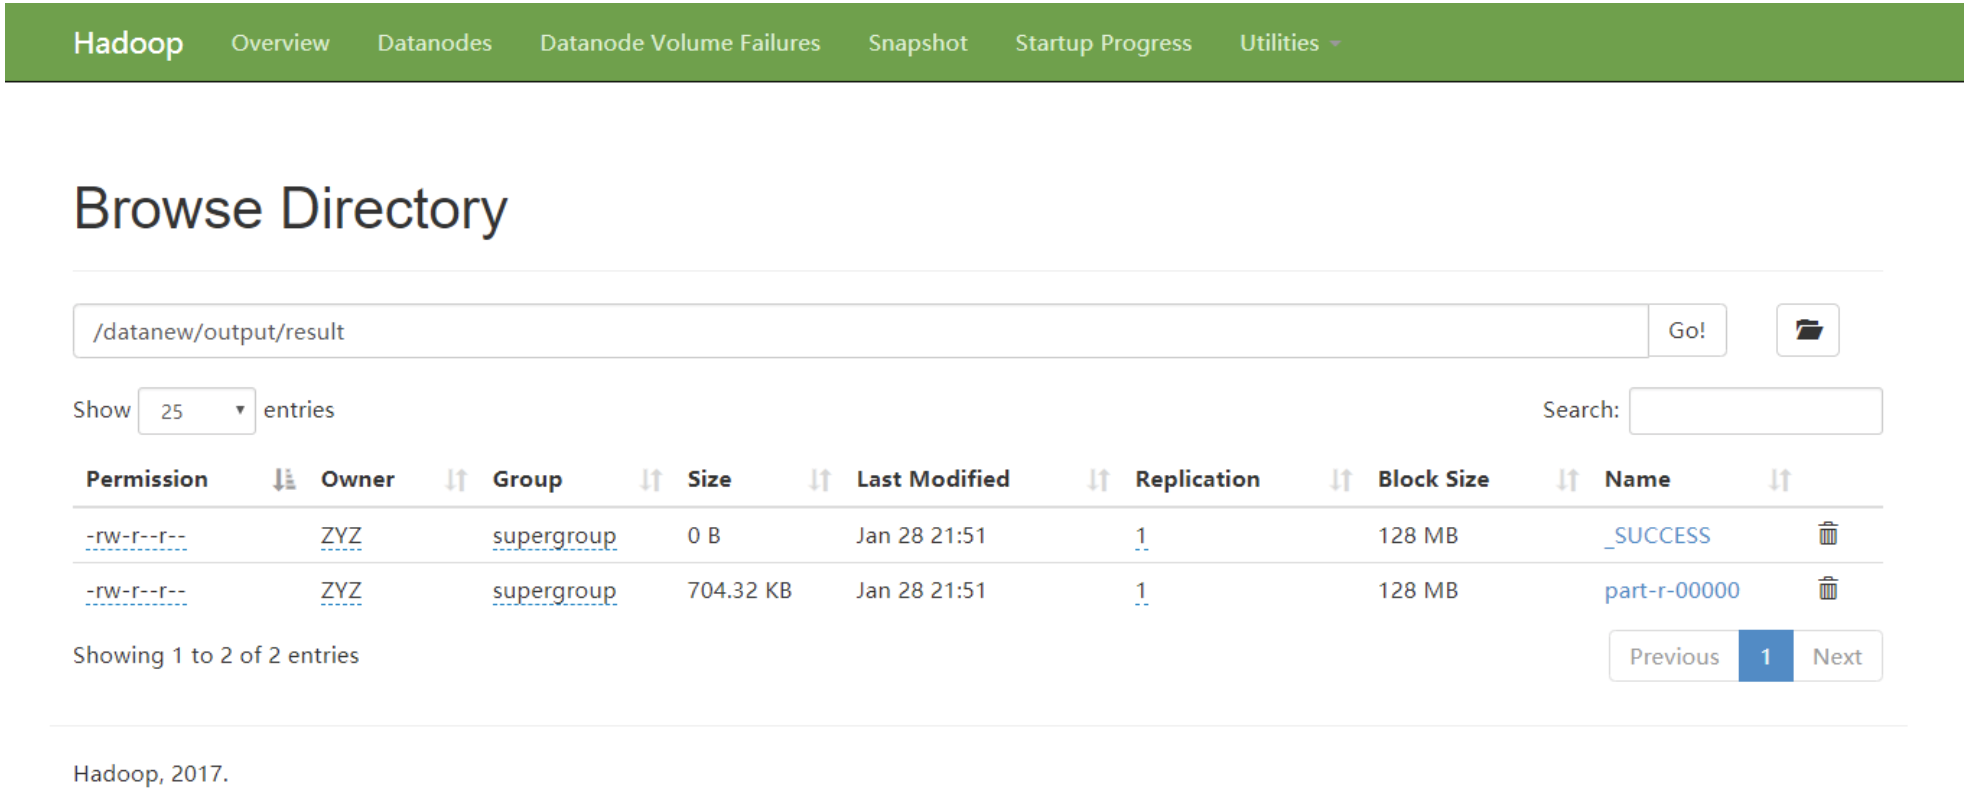 Hadoop Overview Datanodes Datanode Volume Failures Snapshot Startup Progress Utilities
Browse Directory
/datanew/output/result Go!
Show 25 entries Search:
Permission Owner Group Size Last Modified Replication Block Size Name
-rw-r--r-- ZYZ supergroup 0 B Jan 28 21:51 1 128 MB _SUCCESS
-rw-r--r-- ZYZ supergroup 704.32 KB Jan 28 21:51 1 128 MB part-r-00000
Showing 1 to 2 of 2 entries Previous 1 Next
Hadoop, 2017.